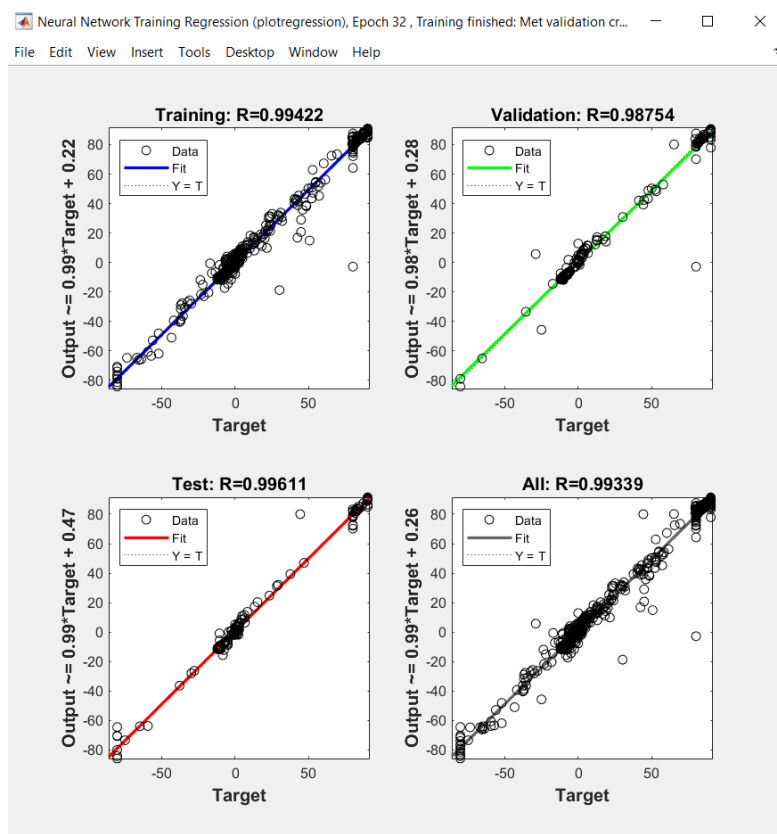 Neural Network Training Regression (plotregression), Epoch 32 , Training finished: Met validation cr...
File Edit View Insert Tools Desktop Window Help
Training: R=0.99422
Output ~= 0.99*Target + 0.22
80
60
40
20
0
-20
-40
-60
-80
Data
Fit
Y = T
-50 0 50
Target
Validation: R=0.98754
Output ~= 0.98*Target + 0.28
80
60
40
20
0
-20
-40
-60
-80
Data
Fit
Y = T
-50 0 50
Target
Test: R=0.99611
Output ~= 0.99*Target + 0.47
80
60
40
20
0
-20
-40
-60
-80
Data
Fit
Y = T
-50 0 50
Target
All: R=0.99339
Output ~= 0.99*Target + 0.26
80
60
40
20
0
-20
-40
-60
-80
Data
Fit
Y = T
-50 0 50
Target